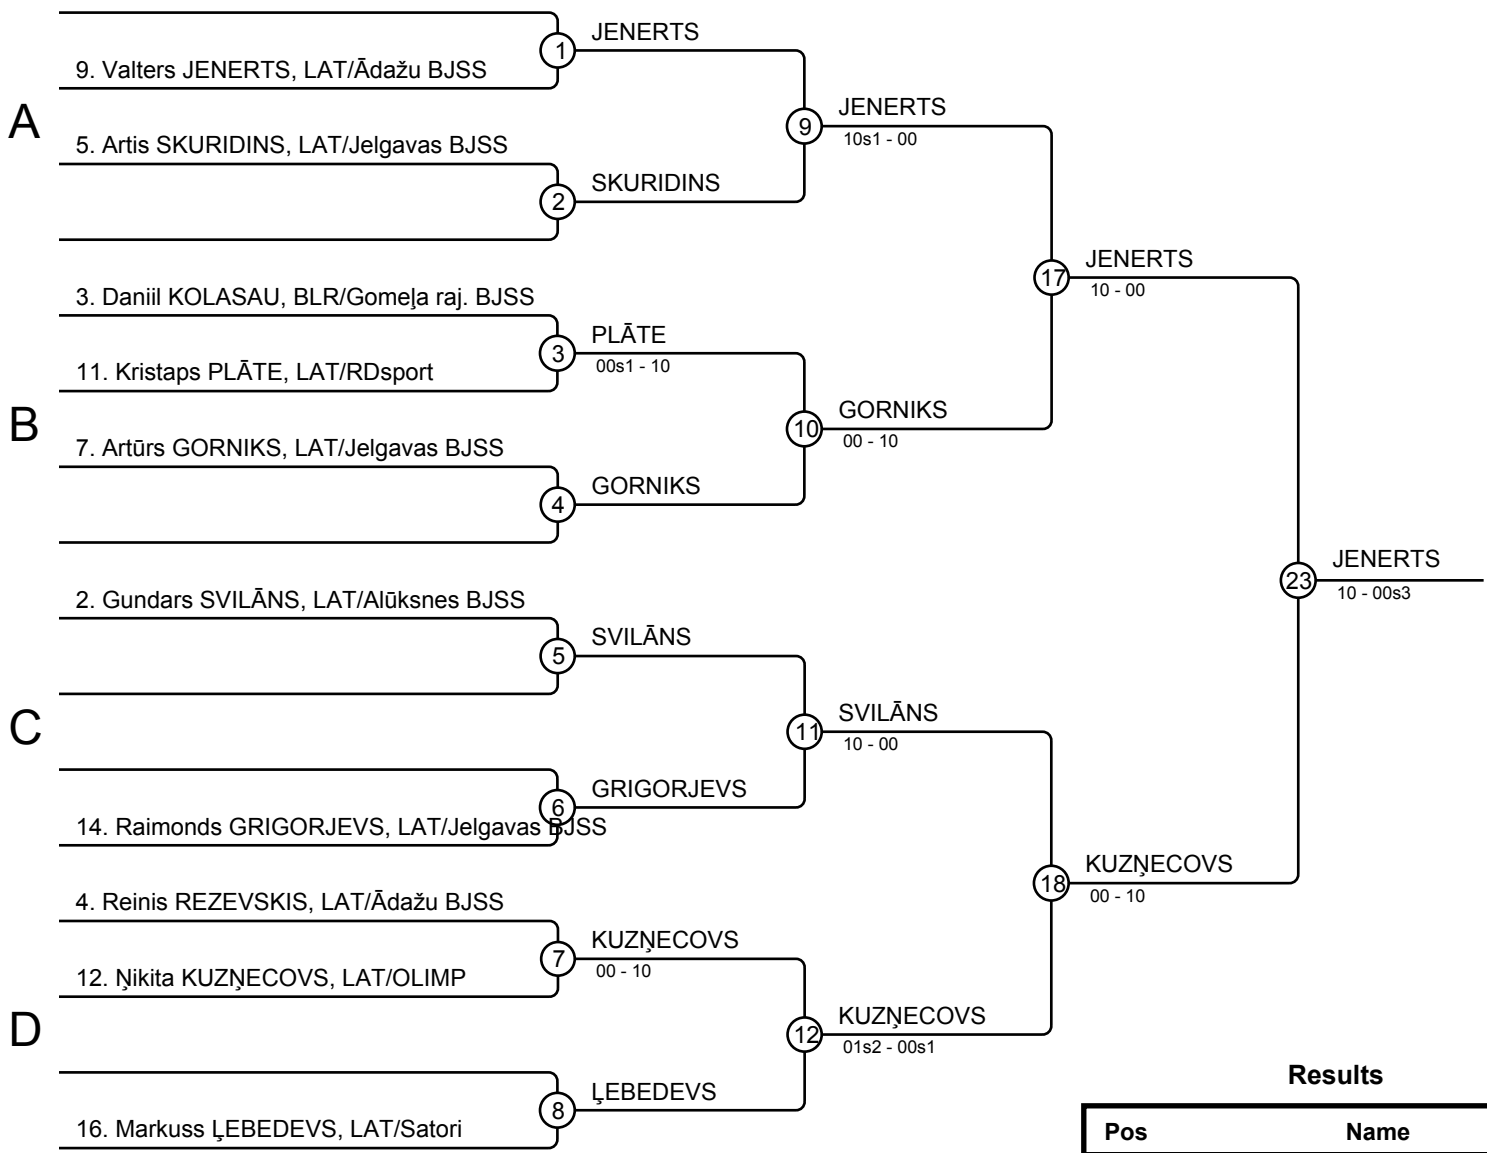 JENERTS
1
9. Valters JENERTS, LAT/Ādažu BJSS
A
JENERTS
9
10s1 - 00
5. Artis SKURIDINS, LAT/Jelgavas BJSS
SKURIDINS
2
JENERTS
17
10 - 00
3. Daniil KOLASAU, BLR/Gomeļa raj. BJSS
PLĀTE
3
00s1 - 10
11. Kristaps PLĀTE, LAT/RDsport
B
GORNIKS
10
00 - 10
7. Artūrs GORNIKS, LAT/Jelgavas BJSS
GORNIKS
4
JENERTS
23
10 - 00s3
2. Gundars SVILĀNS, LAT/Alūksnes BJSS
SVILĀNS
5
C
SVILĀNS
11
10 - 00
GRIGORJEVS
6
14. Raimonds GRIGORJEVS, LAT/Jelgavas BJSS
KUZŅECOVS
18
00 - 10
4. Reinis REZEVSKIS, LAT/Ādažu BJSS
KUZŅECOVS
7
00 - 10
12. Ņikita KUZŅECOVS, LAT/OLIMP
D
KUZŅECOVS
12
01s2 - 00s1
ĻEBEDEVS
8
16. Markuss ĻEBEDEVS, LAT/Satori
Results
Pos Name